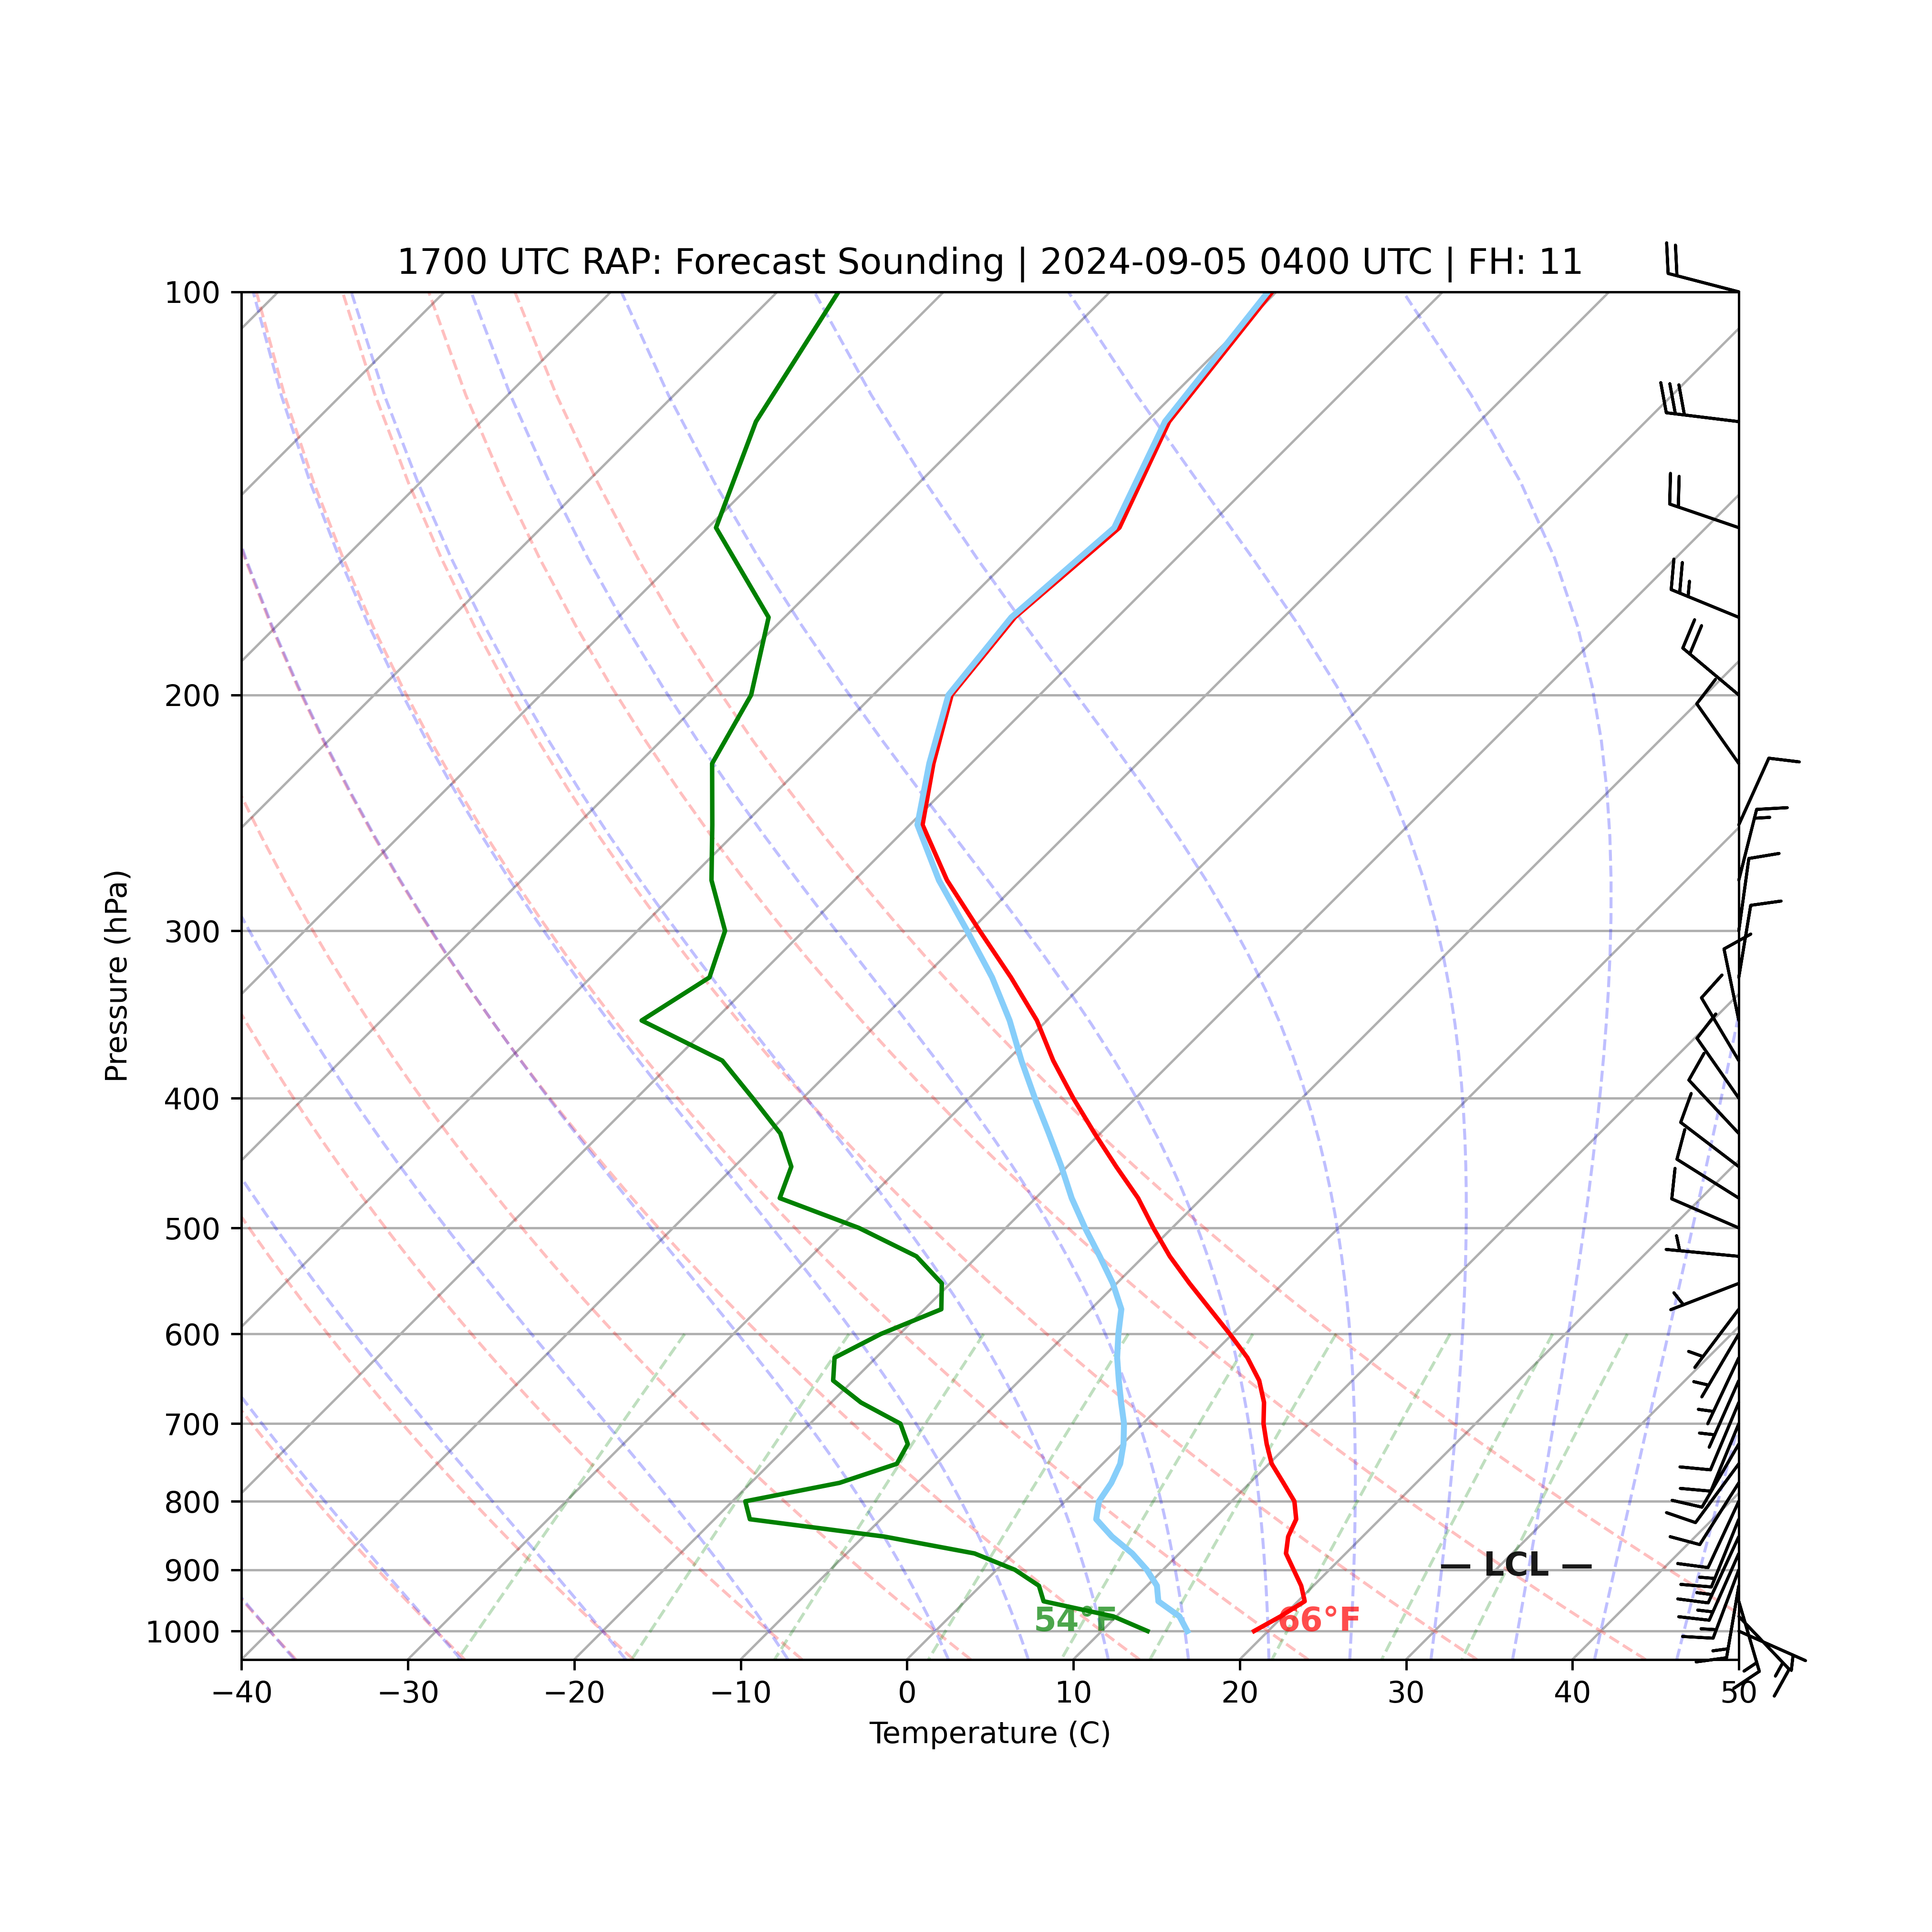 1700 UTC RAP: Forecast Sounding | 2024-09-05 0400 UTC | FH: 11
100
200
300
400
500
600
700
800
900
1000
Pressure (hPa)
— LCL —
54°F 66°F
−40 −30 −20 −10 0 10 20 30 40 50
Temperature (C)